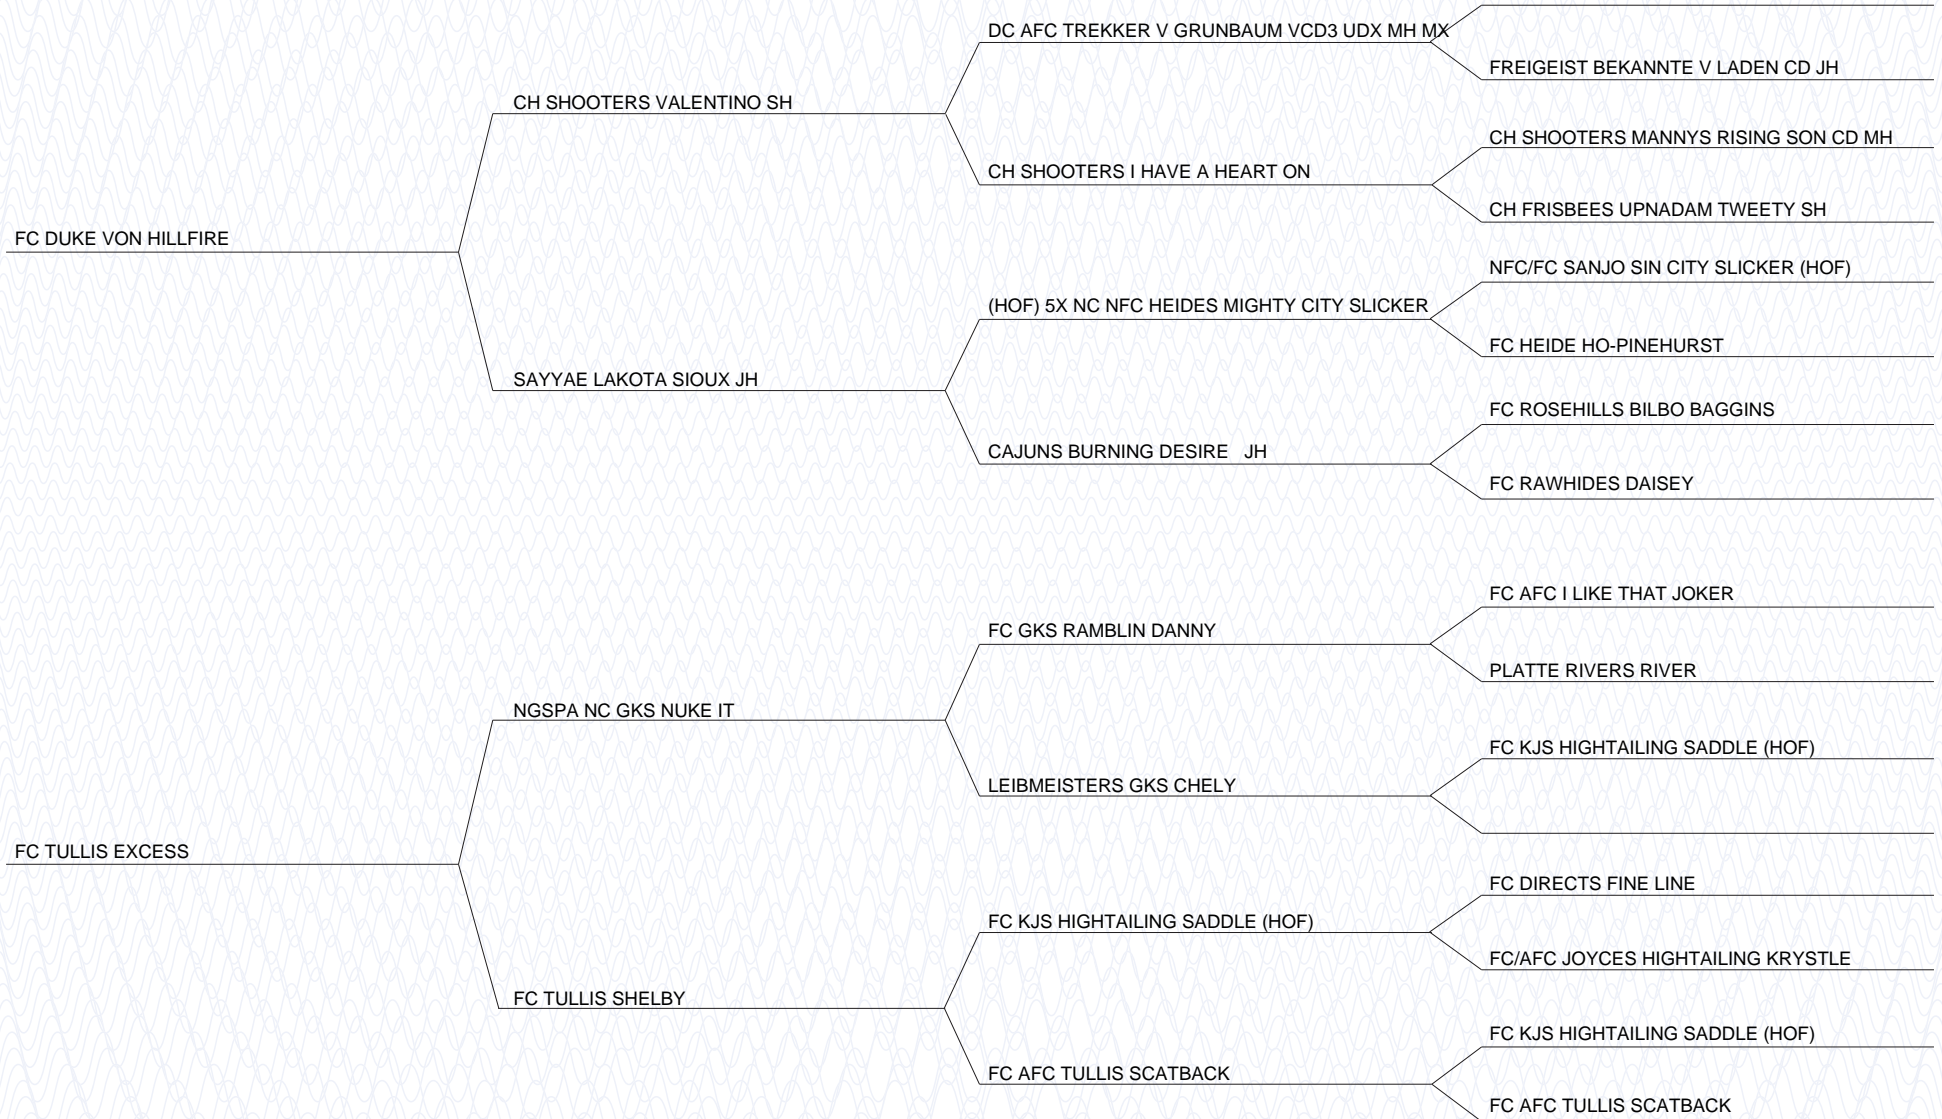 DC AFC TREKKER V GRUNBAUM VCD3 UDX MH MX
FREIGEIST BEKANNTE V LADEN CD JH
CH SHOOTERS VALENTINO SH
CH SHOOTERS MANNYS RISING SON CD MH
CH SHOOTERS I HAVE A HEART ON
CH FRISBEES UPNADAM TWEETY SH
FC DUKE VON HILLFIRE
NFC/FC SANJO SIN CITY SLICKER (HOF)
(HOF) 5X NC NFC HEIDES MIGHTY CITY SLICKER
FC HEIDE HO-PINEHURST
SAYYAE LAKOTA SIOUX JH
FC ROSEHILLS BILBO BAGGINS
CAJUNS BURNING DESIRE   JH
FC RAWHIDES DAISEY
FC AFC I LIKE THAT JOKER
FC GKS RAMBLIN DANNY
PLATTE RIVERS RIVER
NGSPA NC GKS NUKE IT
FC KJS HIGHTAILING SADDLE (HOF)
LEIBMEISTERS GKS CHELY
FC TULLIS EXCESS
FC DIRECTS FINE LINE
FC KJS HIGHTAILING SADDLE (HOF)
FC/AFC JOYCES HIGHTAILING KRYSTLE
FC TULLIS SHELBY
FC KJS HIGHTAILING SADDLE (HOF)
FC AFC TULLIS SCATBACK
FC AFC TULLIS SCATBACK